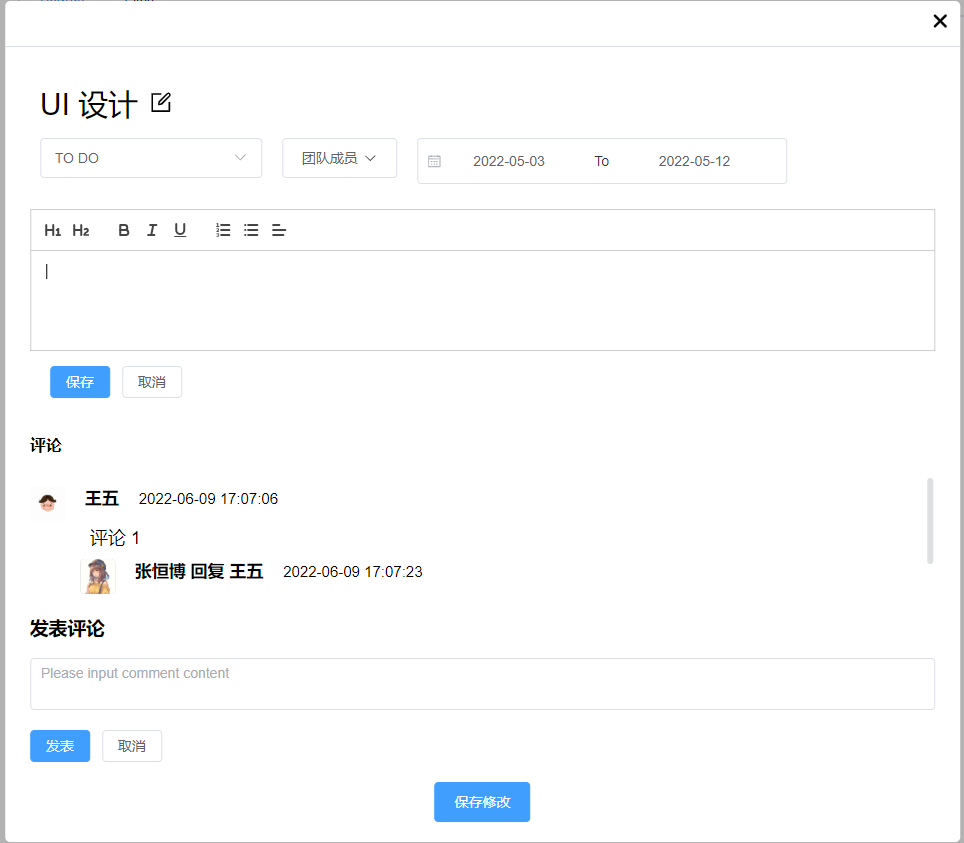 UI 设计
TO DO 团队成员 2022-05-03 To 2022-05-12
H1 H2 B I U
保存 取消
评论
王五 2022-06-09 17:07:06
评论 1
张恒博 回复 王五 2022-06-09 17:07:23
发表评论
Please input comment content
发表 取消
保存修改